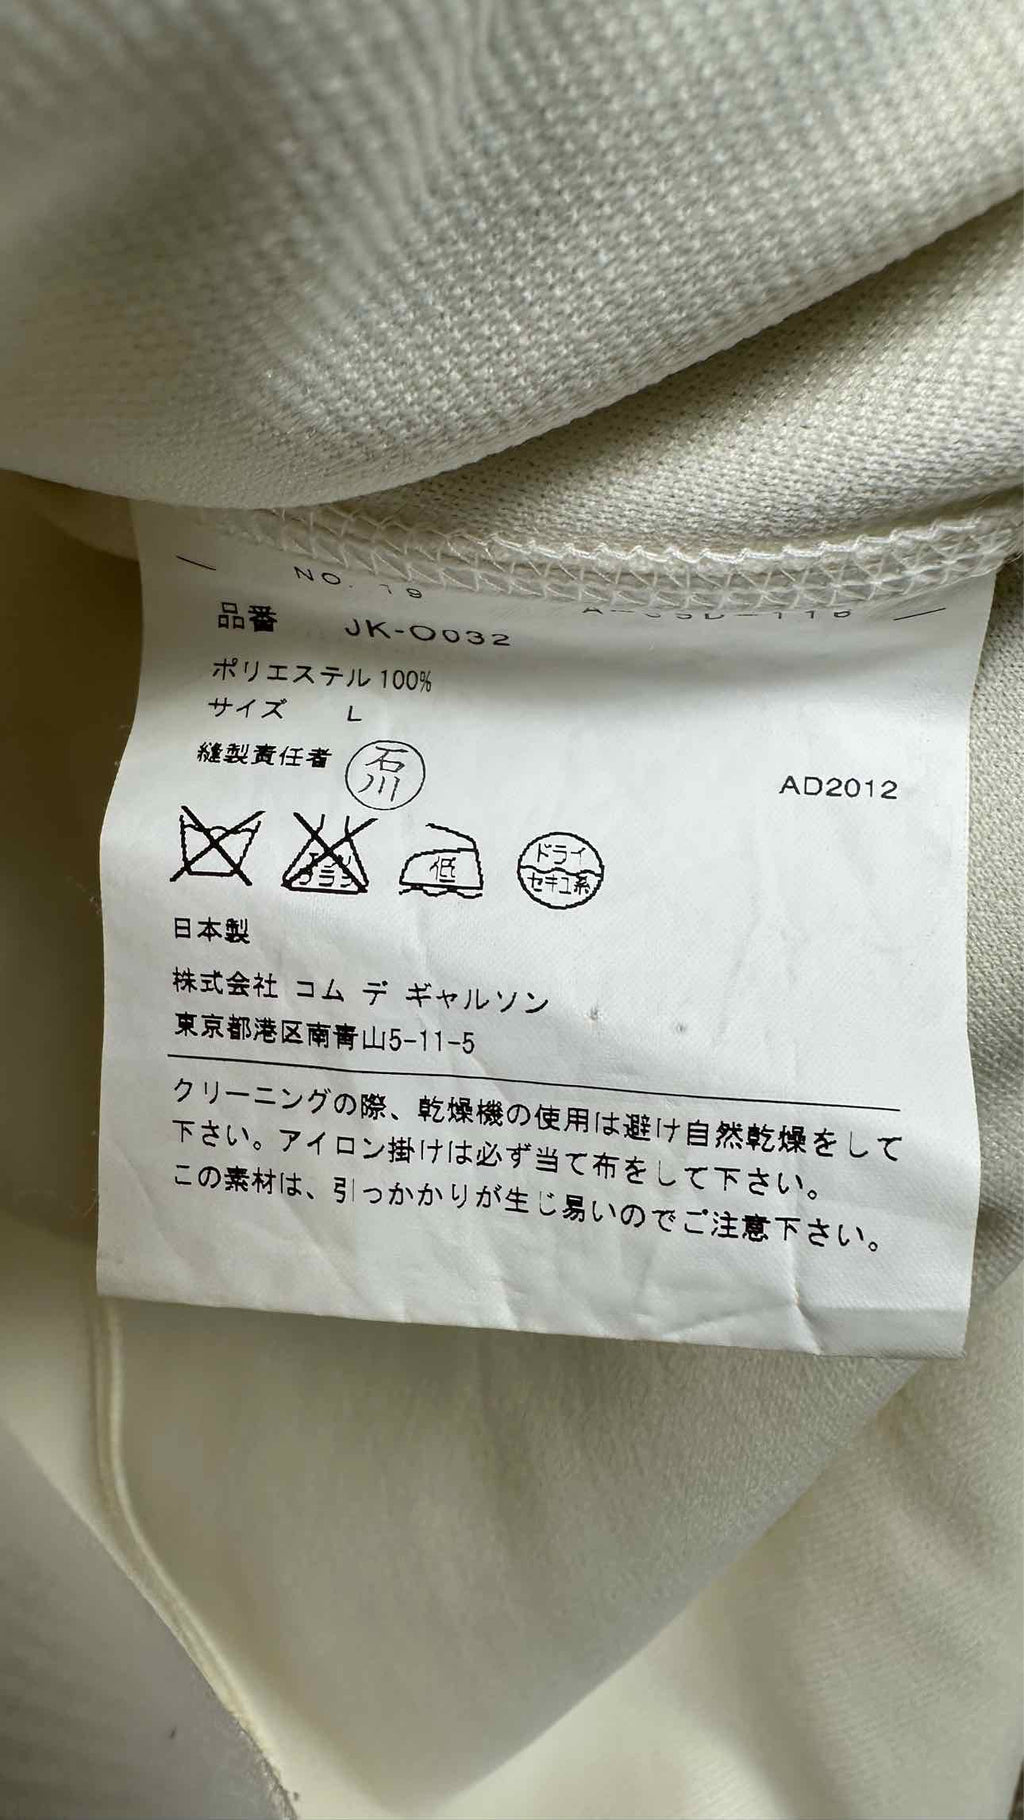 NO. 19
品番 JK-O032
ポリエステル 100%
サイズ L
縫製責任者 石川
AD2012
低
ドライ
セキユ系
日本製
株式会社 コム デ ギャルソン
東京都港区南青山5-11-5
クリーニングの際、乾燥機の使用は避け自然乾燥をして
下さい。アイロン掛けは必ず当て布をして下さい。
この素材は、引っかかりが生じ易いのでご注意下さい。